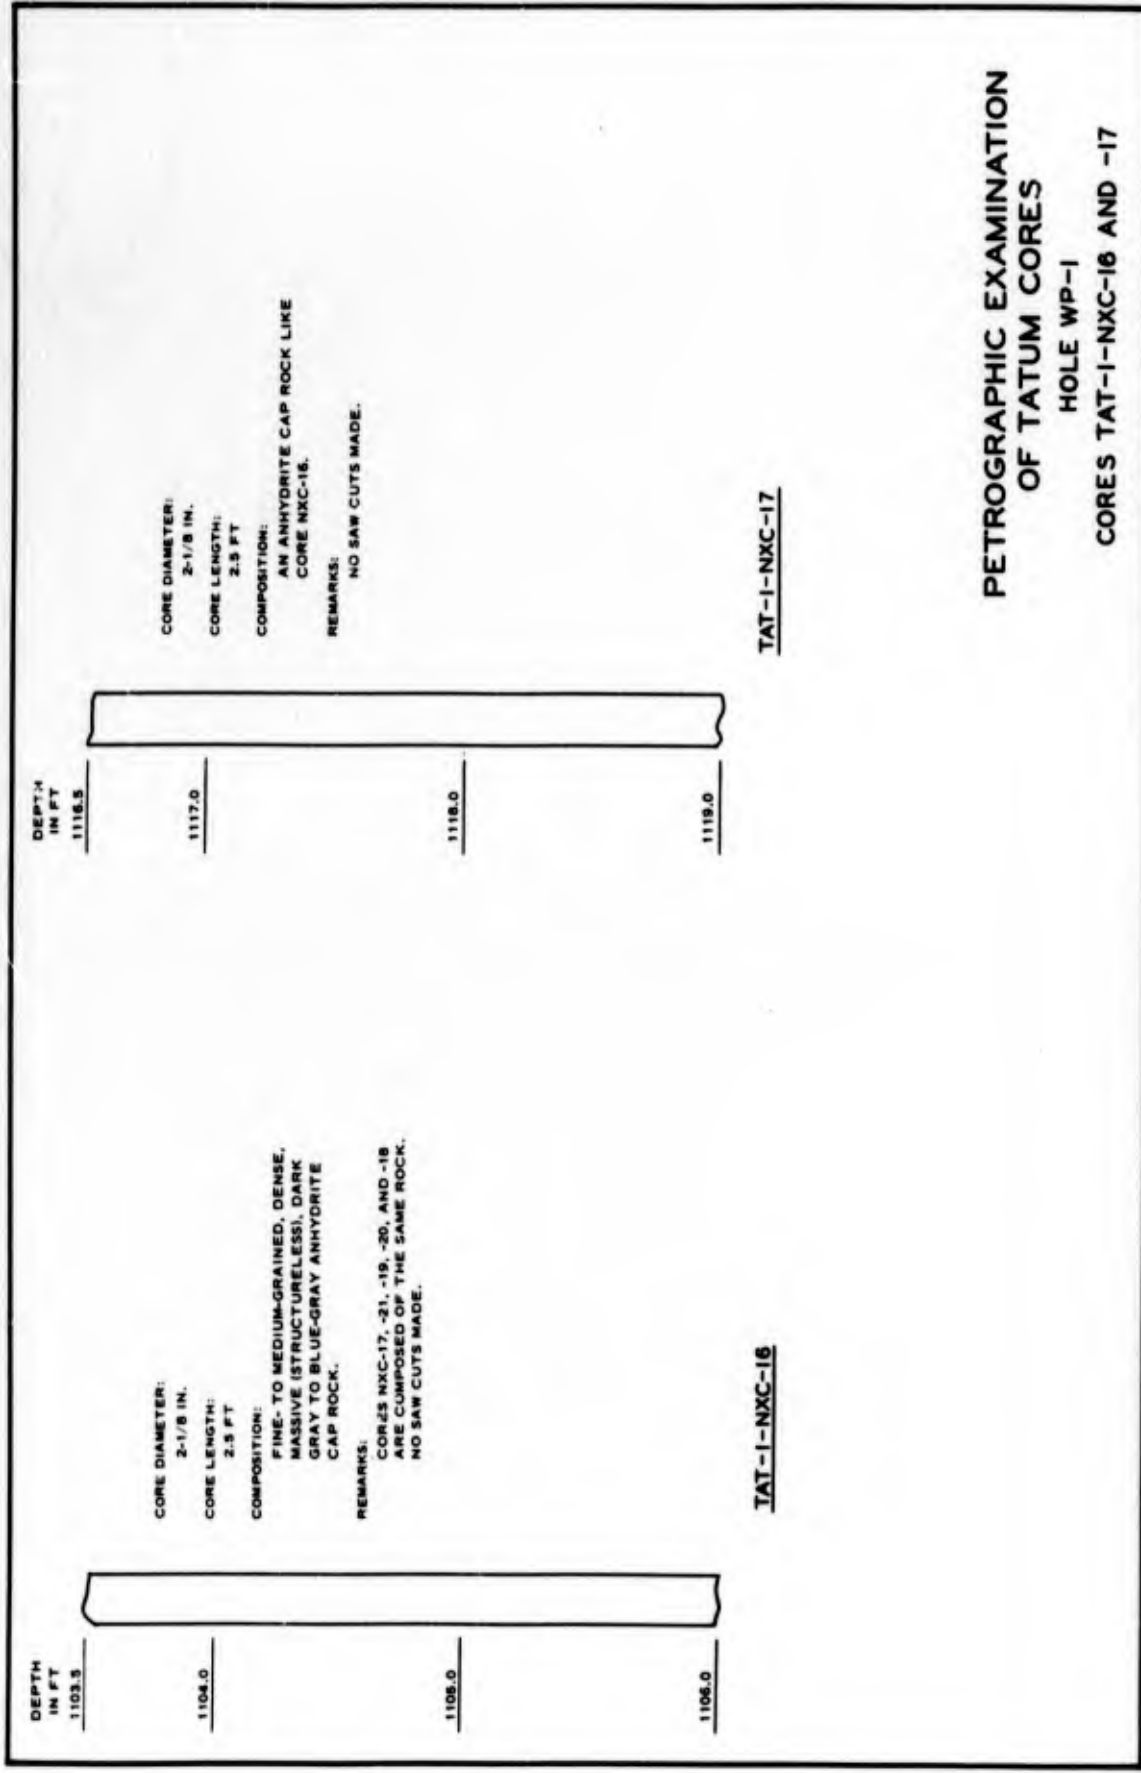 DEPTH
IN FT
1103.5
1104.0
1105.0
1106.0
CORE DIAMETER:
2-1/8 IN.
CORE LENGTH:
2.5 FT
COMPOSITION:
FINE- TO MEDIUM-GRAINED, DENSE,
MASSIVE (STRUCTURELESS), DARK
GRAY TO BLUE-GRAY ANHYDRITE
CAP ROCK.
REMARKS:
CORES NXC-17, -21, -19, -20, AND -18
ARE COMPOSED OF THE SAME ROCK.
NO SAW CUTS MADE.
TAT-1-NXC-16
DEPTH
IN FT
1116.5
1117.0
1118.0
1119.0
CORE DIAMETER:
2-1/8 IN.
CORE LENGTH:
2.5 FT
COMPOSITION:
AN ANHYDRITE CAP ROCK LIKE
CORE NXC-16.
REMARKS:
NO SAW CUTS MADE.
TAT-1-NXC-17
PETROGRAPHIC EXAMINATION
OF TATUM CORES
HOLE WP-1
CORES TAT-1-NXC-16 AND -17